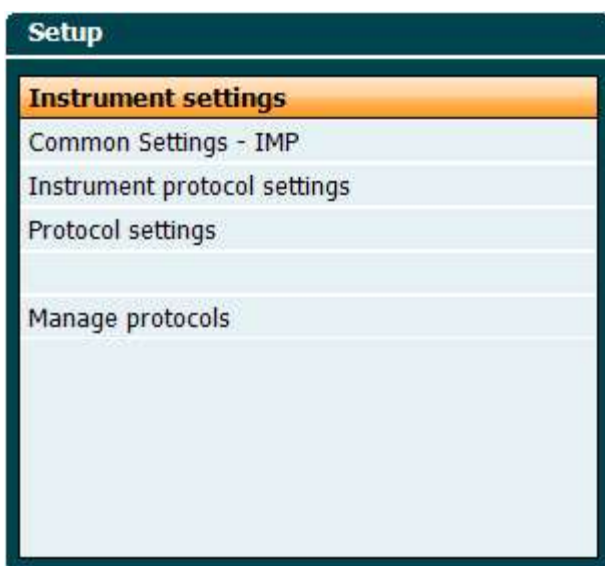 Setup
Instrument settings
Common Settings - IMP
Instrument protocol settings
Protocol settings
Manage protocols